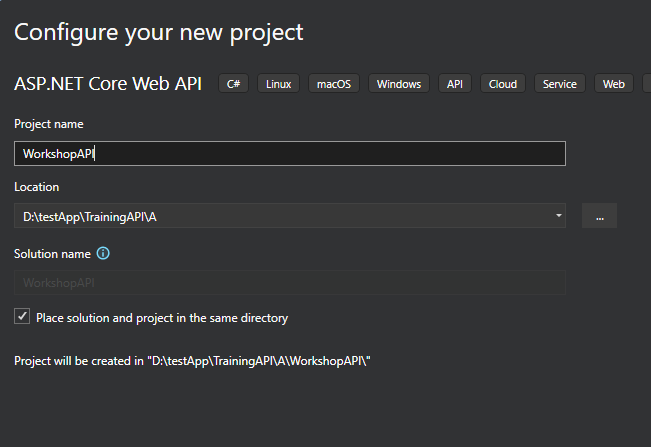 Configure your new project
ASP.NET Core Web API C# Linux macOS Windows API Cloud Service Web
Project name
WorkshopAPI
Location
D:\testApp\TrainingAPI\A ...
Solution name
WorkshopAPI
Place solution and project in the same directory
Project will be created in "D:\testApp\TrainingAPI\A\WorkshopAPI\"